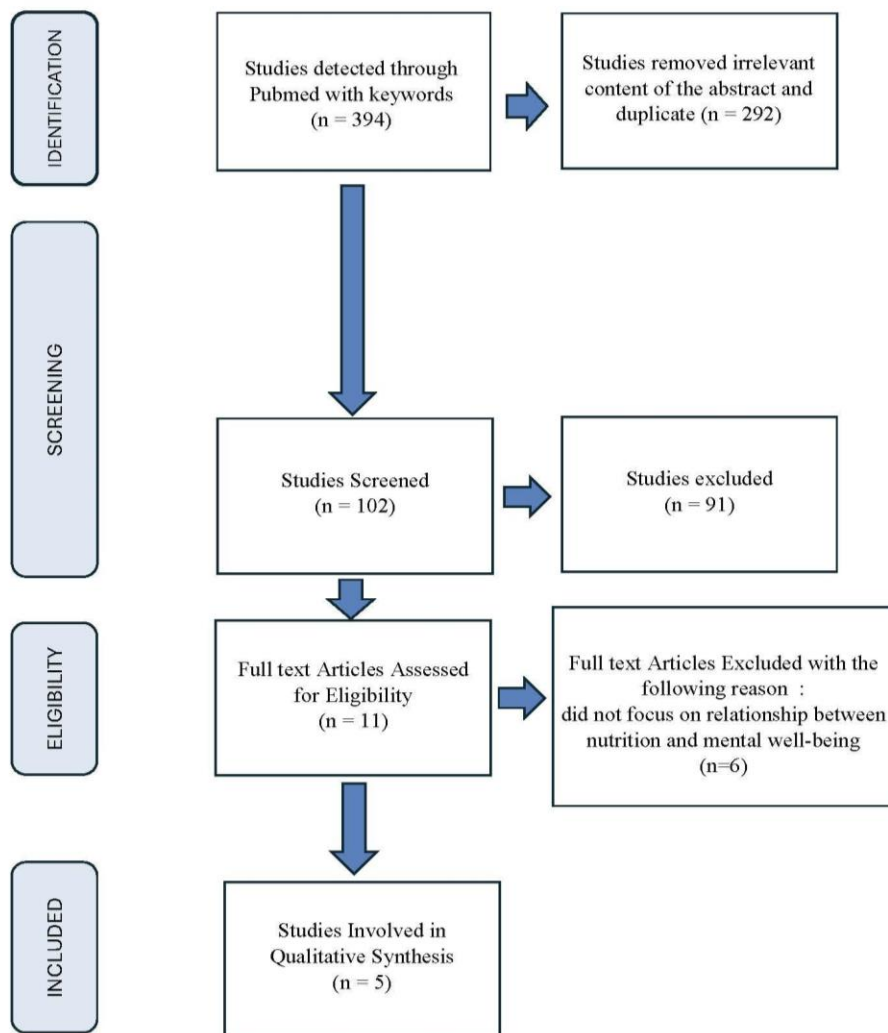 IDENTIFICATION
Studies detected through
Pubmed with keywords
(n = 394)
Studies removed irrelevant
content of the abstract and
duplicate (n = 292)
SCREENING
Studies Screened
(n = 102)
Studies excluded
(n = 91)
ELIGIBILITY
Full text Articles Assessed
for Eligibility
(n = 11)
Full text Articles Excluded with the
following reason :
did not focus on relationship between
nutrition and mental well-being
(n=6)
INCLUDED
Studies Involved in
Qualitative Synthesis
(n = 5)